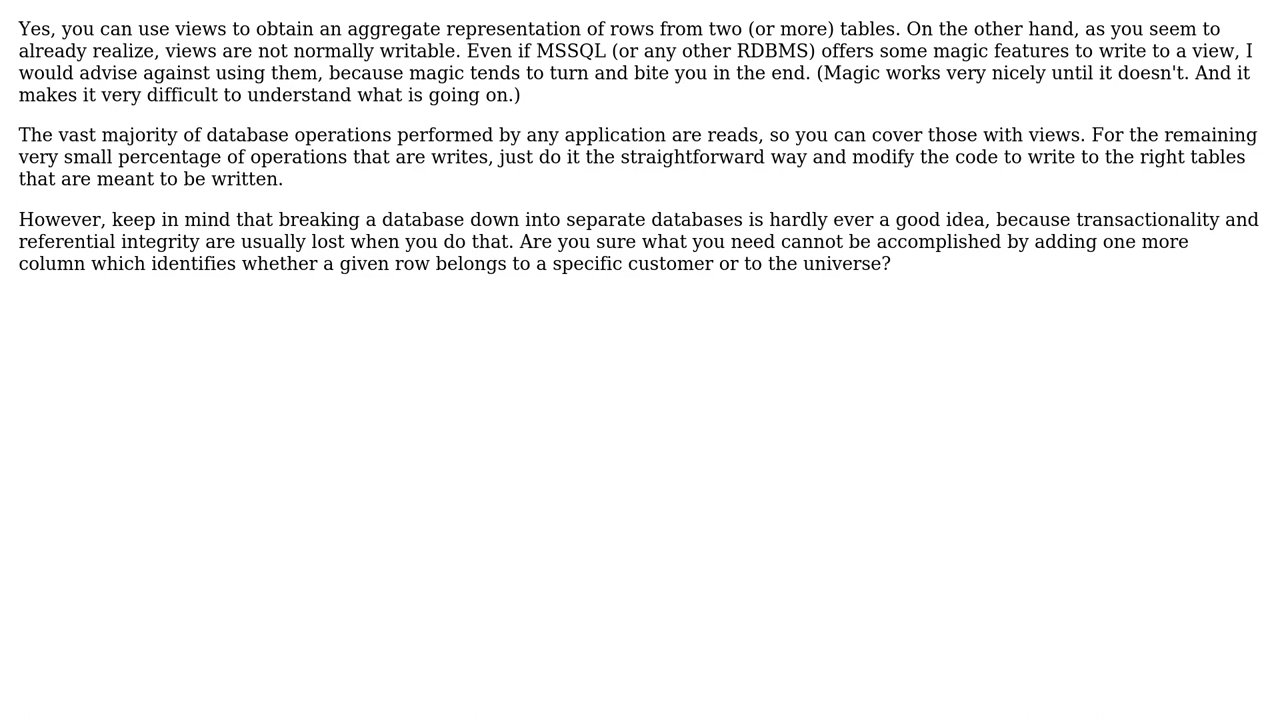 Yes, you can use views to obtain an aggregate representation of rows from two (or more) tables. On the other hand, as you seem to
already realize, views are not normally writable. Even if MSSQL (or any other RDBMS) offers some magic features to write to a view, I
would advise against using them, because magic tends to turn and bite you in the end. (Magic works very nicely until it doesn't. And it
makes it very difficult to understand what is going on.)
The vast majority of database operations performed by any application are reads, so you can cover those with views. For the remaining
very small percentage of operations that are writes, just do it the straightforward way and modify the code to write to the right tables
that are meant to be written.
However, keep in mind that breaking a database down into separate databases is hardly ever a good idea, because transactionality and
referential integrity are usually lost when you do that. Are you sure what you need cannot be accomplished by adding one more
column which identifies whether a given row belongs to a specific customer or to the universe?